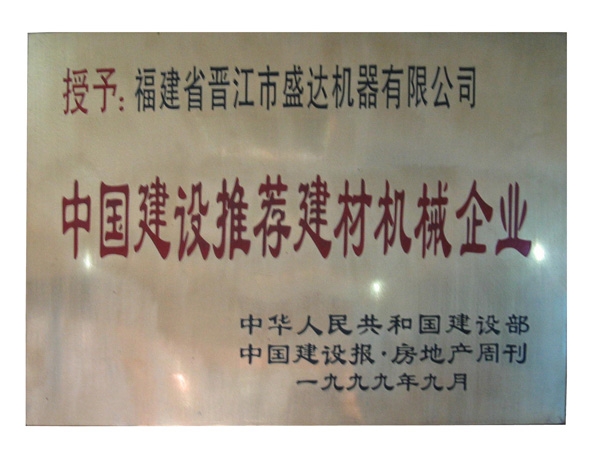 授予:福建省晋江市盛达机器有限公司
中国建设推荐建材机械企业
中华人民共和国建设部
中国建设报·房地产周刊
一九九九年九月